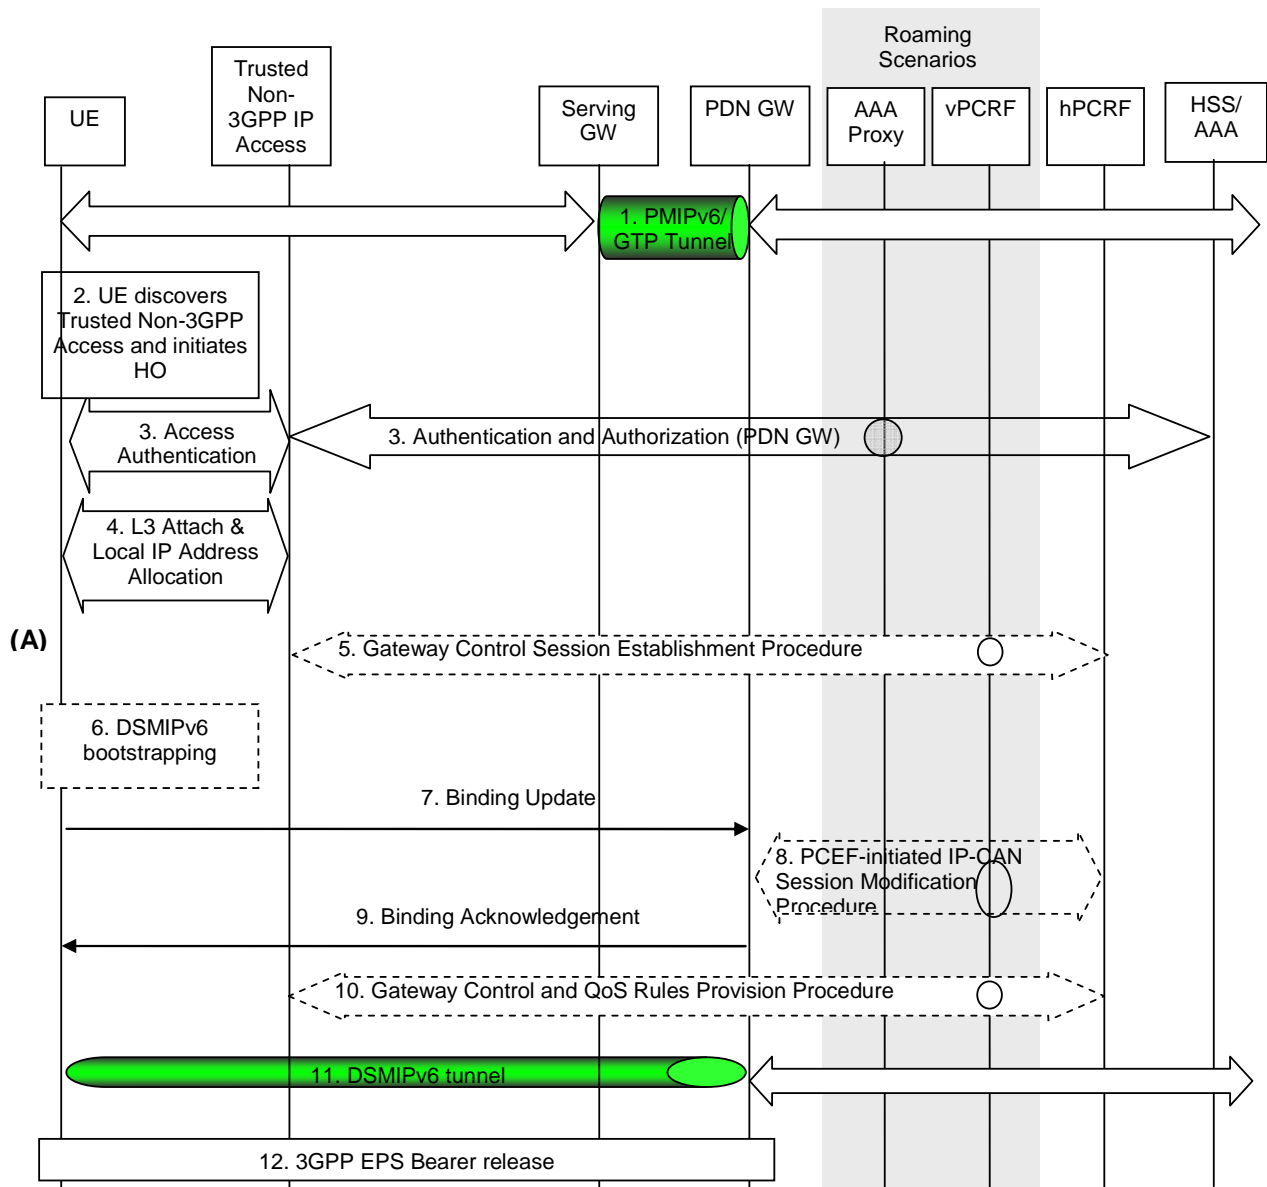 Roaming
Scenarios
UE
Trusted
Non-
3GPP IP
Access
Serving
GW
PDN GW
AAA
Proxy
vPCRF
hPCRF
HSS/
AAA
1. PMIPv6/
GTP Tunnel
2. UE discovers
Trusted Non-3GPP
Access and initiates
HO
3. Access
Authentication
3. Authentication and Authorization (PDN GW)
4. L3 Attach &
Local IP Address
Allocation
(A)
5. Gateway Control Session Establishment Procedure
6. DSMIPv6
bootstrapping
7. Binding Update
8. PCEF-initiated IP-CAN
Session Modification
Procedure
9. Binding Acknowledgement
10. Gateway Control and QoS Rules Provision Procedure
11. DSMIPv6 tunnel
12. 3GPP EPS Bearer release